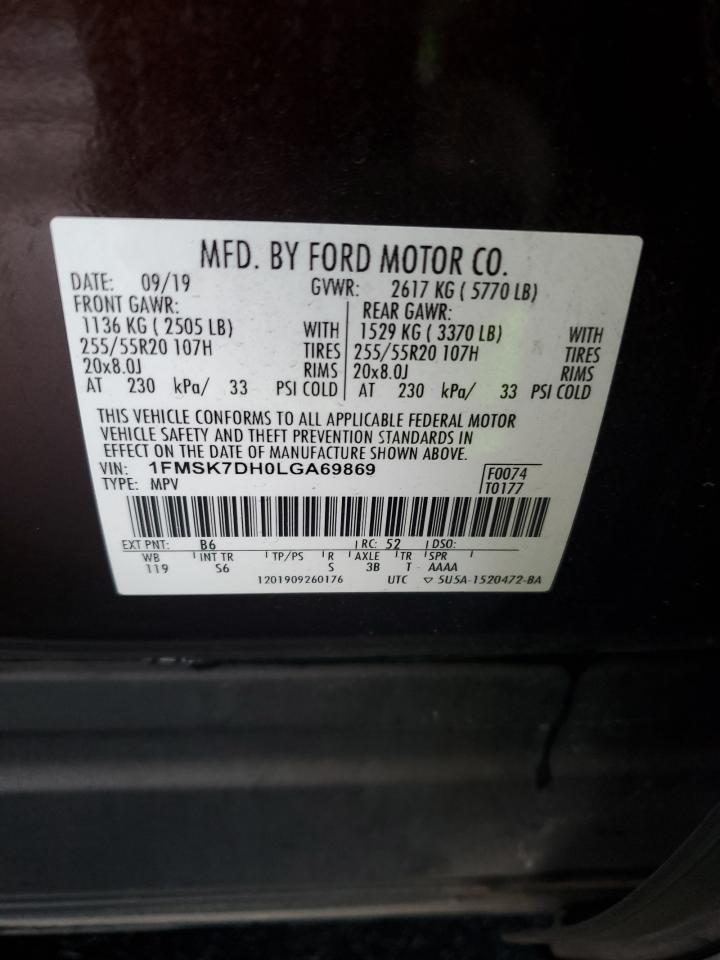 MFD. BY FORD MOTOR CO.
DATE: 09/19 GVWR: 2617 KG ( 5770 LB)
FRONT GAWR: REAR GAWR:
1136 KG ( 2505 LB) WITH 1529 KG ( 3370 LB) WITH
255/55R20 107H TIRES 255/55R20 107H TIRES
20x8.0J RIMS 20x8.0J RIMS
AT 230 kPa/ 33 PSI COLD AT 230 kPa/ 33 PSI COLD
THIS VEHICLE CONFORMS TO ALL APPLICABLE FEDERAL MOTOR
VEHICLE SAFETY AND THEFT PREVENTION STANDARDS IN
EFFECT ON THE DATE OF MANUFACTURE SHOWN ABOVE.
VIN: 1FMSK7DH0LGA69869 F0074
TYPE: MPV T0177
EXT PNT: B6 RC: 52 DSO:
WB INT TR TP/PS R AXLE TR SPR
119 S6 S 3B T AAAA
1201909260176 UTC ▽ 5U5A-1520472-BA